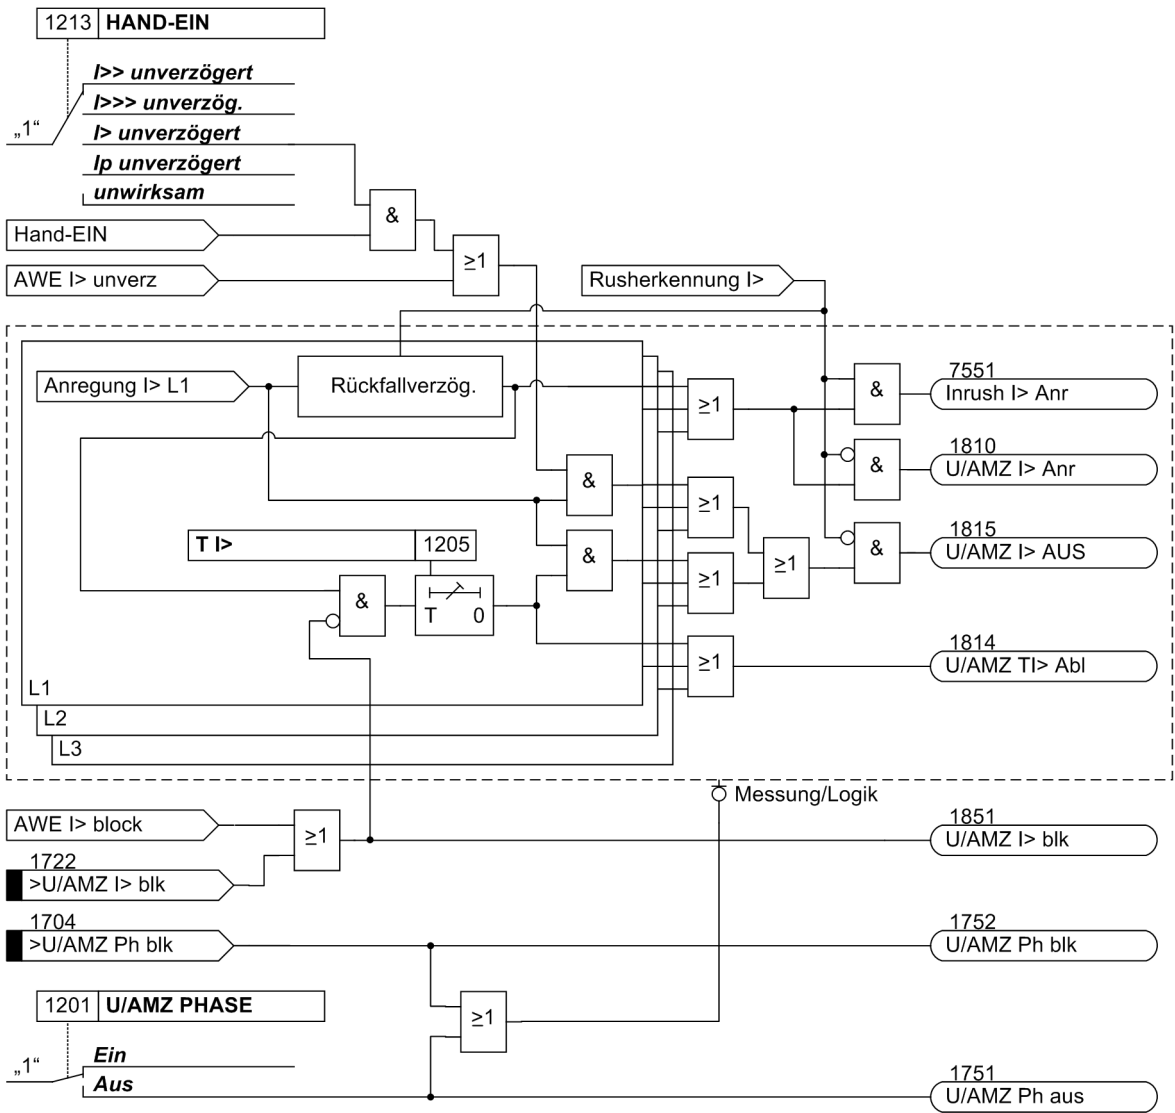 1213 HAND-EIN
I>> unverzögert
I>>> unverzög.
„1“
I> unverzögert
Ip unverzögert
unwirksam
&
Hand-EIN
≥1
AWE I> unverz
Rusherkennung I>
Anregung I> L1
Rückfallverzög.
≥1
&
7551
Inrush I> Anr
&
1810
U/AMZ I> Anr
&
≥1
T I> 1205
&
≥1
≥1
&
1815
U/AMZ I> AUS
&
T 0
≥1
1814
U/AMZ TI> Abl
L1
L2
L3
Messung/Logik
AWE I> block
≥1
1851
U/AMZ I> blk
1722
>U/AMZ I> blk
1704
>U/AMZ Ph blk
1752
U/AMZ Ph blk
1201 U/AMZ PHASE
≥1
„1“
Ein
Aus
1751
U/AMZ Ph aus